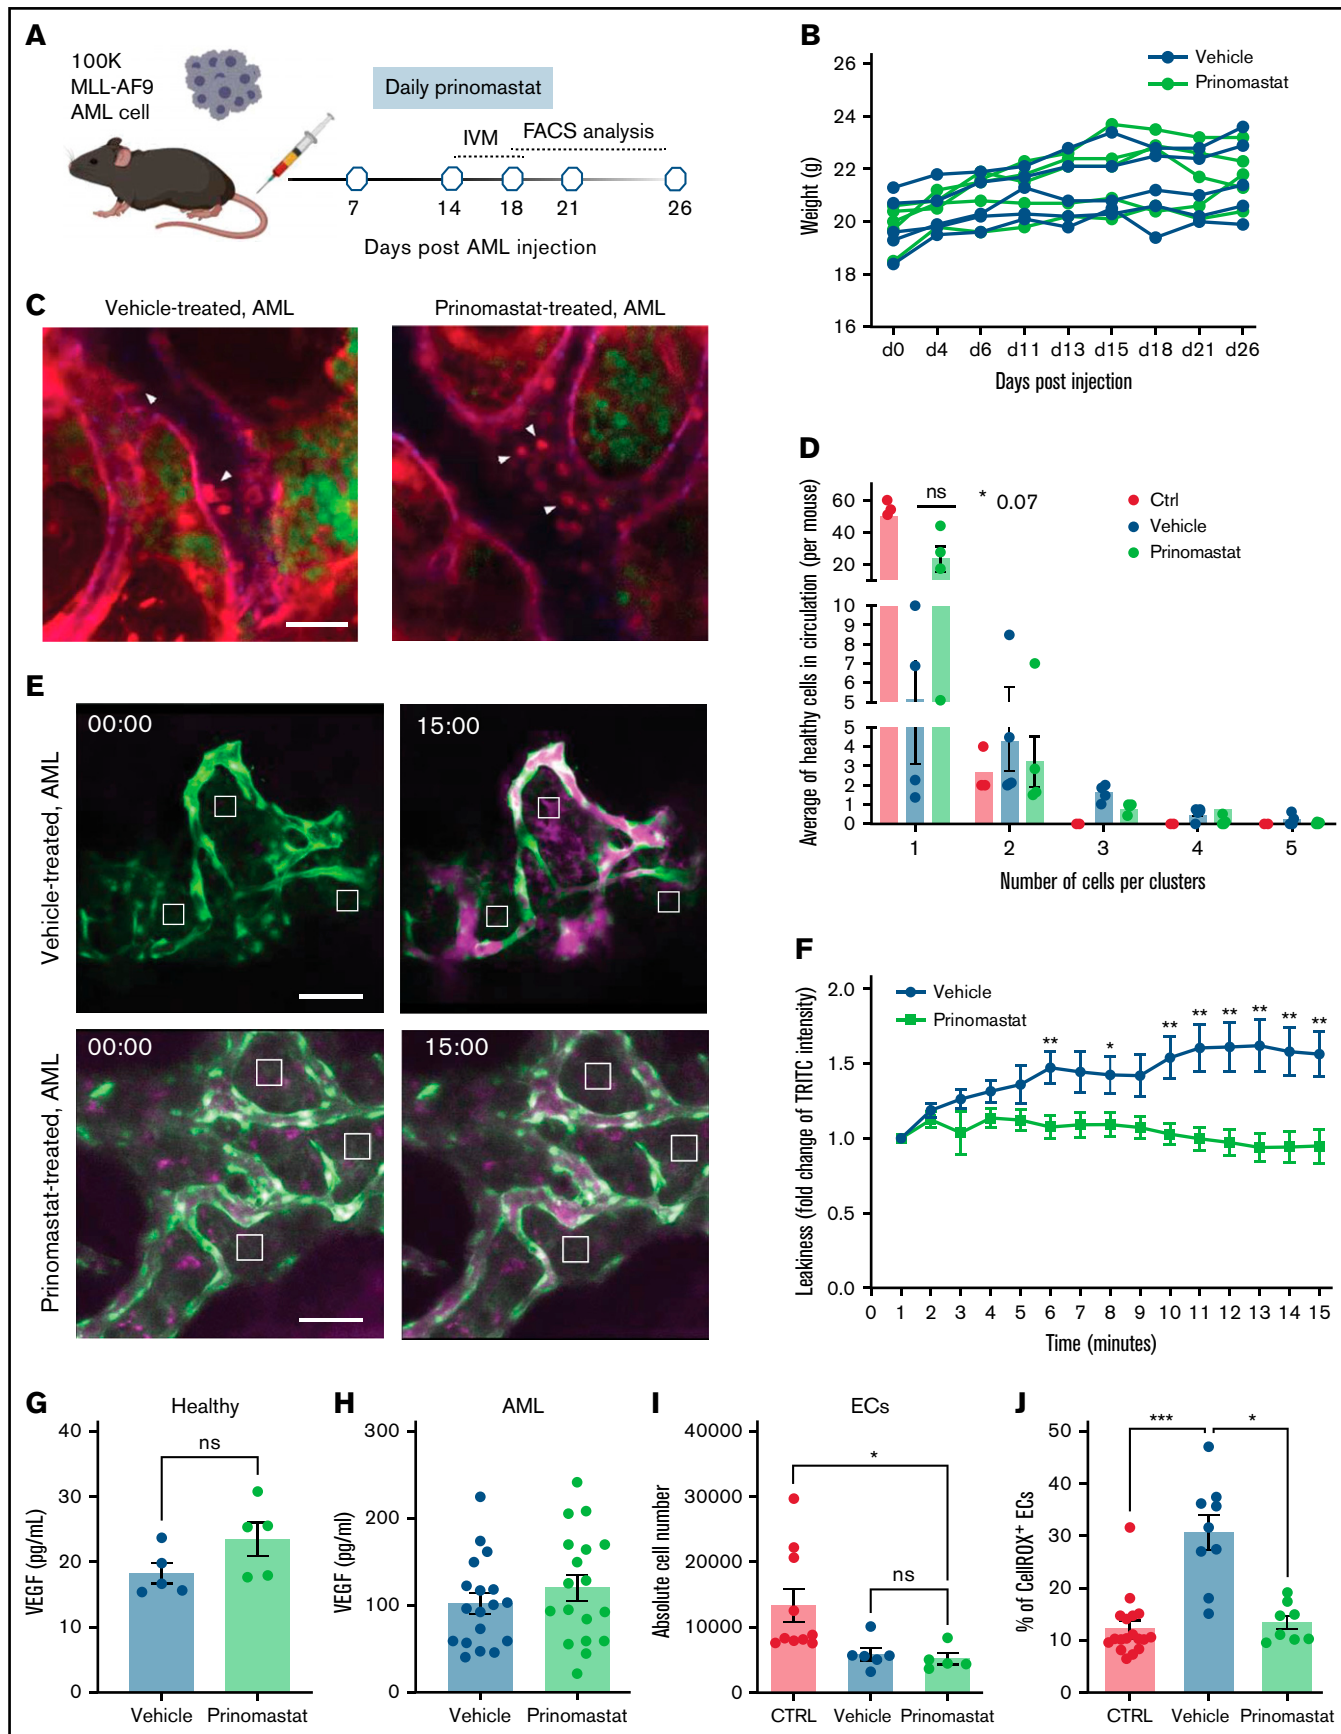 A
100K
MLL-AF9
AML cell
Daily prinomastat
IVM
FACS analysis
7 14 18 21 26
Days post AML injection
B
Vehicle
Prinomastat
Weight (g)
26
24
22
20
18
16
d0 d4 d6 d11 d13 d15 d18 d21 d26
Days post injection
C
Vehicle-treated, AML
Prinomastat-treated, AML
D
Average of healthy cells in circulation (per mouse)
60
40
20
10
8
7
6
5
5
4
3
2
1
0
ns
* 0.07
Ctrl
Vehicle
Prinomastat
1 2 3 4 5
Number of cells per clusters
E
Vehicle-treated, AML
00:00
15:00
Prinomastat-treated, AML
00:00
15:00
F
Leakiness (fold change of TRITC intensity)
2.0
1.5
1.0
0.5
0.0
Vehicle
Prinomastat
** * ** ** ** ** ** **
0 1 2 3 4 5 6 7 8 9 10 11 12 13 14 15
Time (minutes)
G
Healthy
VEGF (pg/mL)
40
30
20
10
0
ns
Vehicle Prinomastat
H
AML
VEGF (pg/ml)
300
200
100
0
Vehicle Prinomastat
I
ECs
Absolute cell number
40000
30000
20000
10000
0
*
ns
CTRL Vehicle Prinomastat
J
% of CellROX+ ECs
50
40
30
20
10
0
*** *
CTRL Vehicle Prinomastat